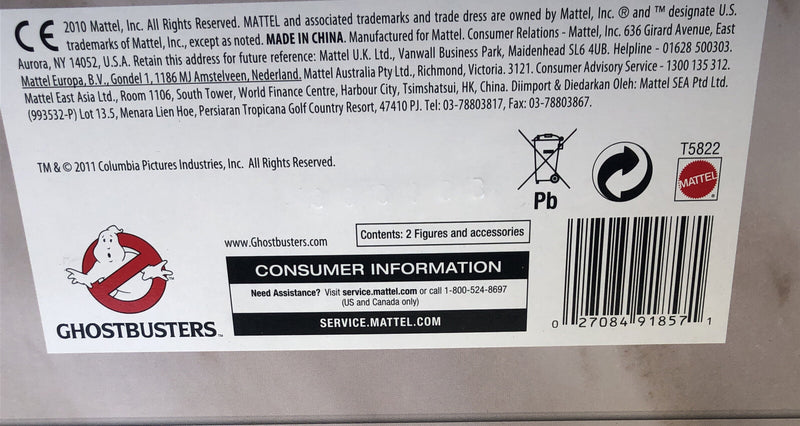 CE 2010 Mattel, Inc. All Rights Reserved. MATTEL and associated trademarks and trade dress are owned by Mattel, Inc. ® and ™ designate U.S.
trademarks of Mattel, Inc., except as noted. MADE IN CHINA. Manufactured for Mattel. Consumer Relations - Mattel, Inc. 636 Girard Avenue, East
Aurora, NY 14052, U.S.A. Retain this address for future reference: Mattel U.K. Ltd., Vanwall Business Park, Maidenhead SL6 4UB. Helpline - 01628 500303.
Mattel Europa, B.V., Gondel 1, 1186 MJ Amstelveen, Nederland. Mattel Australia Pty Ltd., Richmond, Victoria. 3121. Consumer Advisory Service - 1300 135 312.
Mattel East Asia Ltd., Room 1106, South Tower, World Finance Centre, Harbour City, Tsimshatsui, HK, China. Diimport & Diedarkan Oleh: Mattel SEA Ptd Ltd.
(993532-P) Lot 13.5, Menara Lien Hoe, Persiaran Tropicana Golf Country Resort, 47410 PJ. Tel: 03-78803817, Fax: 03-78803867.
TM & © 2011 Columbia Pictures Industries, Inc. All Rights Reserved.
Pb
T5822
MATTEL®
www.Ghostbusters.com
Contents: 2 Figures and accessories
CONSUMER INFORMATION
Need Assistance? Visit service.mattel.com or call 1-800-524-8697
(US and Canada only)
SERVICE.MATTEL.COM
GHOSTBUSTERS™
0 27084 91857 1